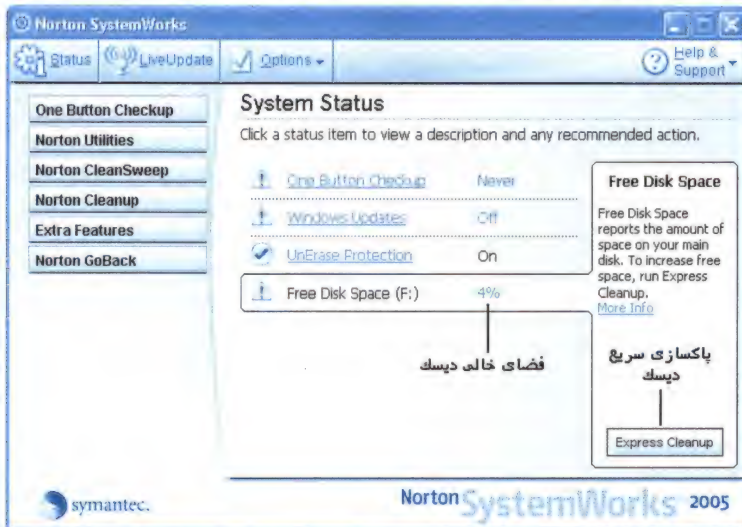 Norton SystemWorks
Status LiveUpdate Options Help & Support
One Button Checkup
Norton Utilities
Norton CleanSweep
Norton Cleanup
Extra Features
Norton GoBack
System Status
Click a status item to view a description and any recommended action.
One Button Checkup Never
Windows Updates Off
UnErase Protection On
Free Disk Space (F:) 4%
فضای خالی دیسك
Free Disk Space
Free Disk Space
reports the amount of
space on your main
disk. To increase free
space, run Express
Cleanup.
More Info
پاکسازی سریع
دیسك
Express Cleanup
symantec.
Norton SystemWorks 2005